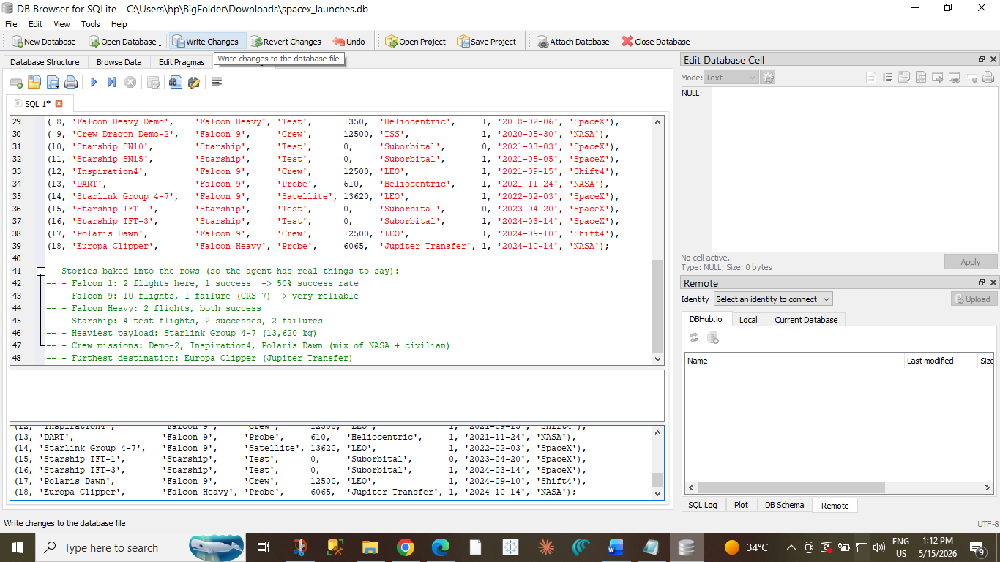 DB Browser for SQLite - C:\Users\hp\BigFolder\Downloads\spacex_launches.db
File Edit View Tools Help
New Database Open Database Write Changes Revert Changes Undo Open Project Save Project Attach Database Close Database
Write changes to the database file
Database Structure Browse Data Edit Pragmas
SQL 1*
29 ( 8, 'Falcon Heavy Demo', 'Falcon Heavy', 'Test', 1350, 'Heliocentric', 1, '2018-02-06', 'SpaceX'),
30 ( 9, 'Crew Dragon Demo-2', 'Falcon 9', 'Crew', 12500, 'ISS', 1, '2020-05-30', 'NASA'),
31 (10, 'Starship SN10', 'Starship', 'Test', 0, 'Suborbital', 0, '2021-03-03', 'SpaceX'),
32 (11, 'Starship SN15', 'Starship', 'Test', 0, 'Suborbital', 1, '2021-05-05', 'SpaceX'),
33 (12, 'Inspiration4', 'Falcon 9', 'Crew', 12500, 'LEO', 1, '2021-09-15', 'Shift4'),
34 (13, 'DART', 'Falcon 9', 'Probe', 610, 'Heliocentric', 1, '2021-11-24', 'NASA'),
35 (14, 'Starlink Group 4-7', 'Falcon 9', 'Satellite', 13620, 'LEO', 1, '2022-02-03', 'SpaceX'),
36 (15, 'Starship IFT-1', 'Starship', 'Test', 0, 'Suborbital', 0, '2023-04-20', 'SpaceX'),
37 (16, 'Starship IFT-3', 'Starship', 'Test', 0, 'Suborbital', 1, '2024-03-14', 'SpaceX'),
38 (17, 'Polaris Dawn', 'Falcon 9', 'Crew', 12500, 'LEO', 1, '2024-09-10', 'Shift4'),
39 (18, 'Europa Clipper', 'Falcon Heavy', 'Probe', 6065, 'Jupiter Transfer', 1, '2024-10-14', 'NASA');
40
41 -- Stories baked into the rows (so the agent has real things to say):
42 -- - Falcon 1: 2 flights here, 1 success -> 50% success rate
43 -- - Falcon 9: 10 flights, 1 failure (CRS-7) -> very reliable
44 -- - Falcon Heavy: 2 flights, both success
45 -- - Starship: 4 test flights, 2 successes, 2 failures
46 -- - Heaviest payload: Starlink Group 4-7 (13,620 kg)
47 -- - Crew missions: Demo-2, Inspiration4, Polaris Dawn (mix of NASA + civilian)
48 -- - Furthest destination: Europa Clipper (Jupiter Transfer)
(12, 'Inspiration4', 'Falcon 9', 'Crew', 12500, 'LEO', 1, '2021-09-15', 'Shift4'),
(13, 'DART', 'Falcon 9', 'Probe', 610, 'Heliocentric', 1, '2021-11-24', 'NASA'),
(14, 'Starlink Group 4-7', 'Falcon 9', 'Satellite', 13620, 'LEO', 1, '2022-02-03', 'SpaceX'),
(15, 'Starship IFT-1', 'Starship', 'Test', 0, 'Suborbital', 0, '2023-04-20', 'SpaceX'),
(16, 'Starship IFT-3', 'Starship', 'Test', 0, 'Suborbital', 1, '2024-03-14', 'SpaceX'),
(17, 'Polaris Dawn', 'Falcon 9', 'Crew', 12500, 'LEO', 1, '2024-09-10', 'Shift4'),
(18, 'Europa Clipper', 'Falcon Heavy', 'Probe', 6065, 'Jupiter Transfer', 1, '2024-10-14', 'NASA');
Edit Database Cell
Mode: Text
NULL
No cell active.
Type: NULL; Size: 0 bytes
Apply
Remote
Identity Select an identity to connect Upload
DBHub.io Local Current Database
Name Last modified Size
SQL Log Plot DB Schema Remote
Write changes to the database file
UTF-8
Type here to search
34°C
ENG
US
1:12 PM
5/15/2026
9